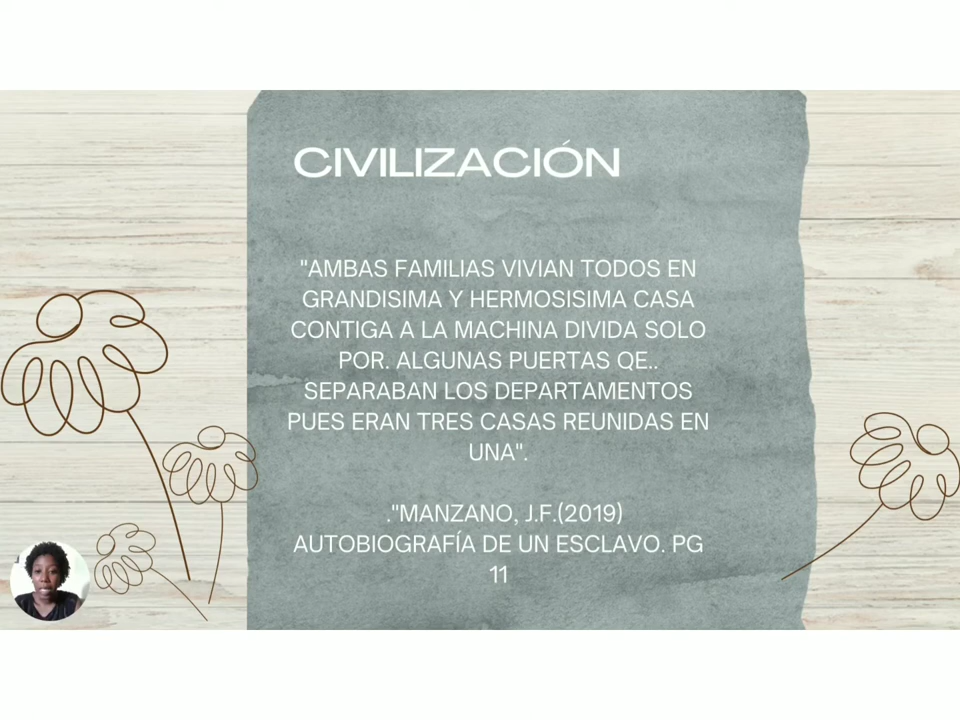 CIVILIZACIÓN
"AMBAS FAMILIAS VIVIAN TODOS EN
GRANDISIMA Y HERMOSISIMA CASA
CONTIGA A LA MACHINA DIVIDA SOLO
POR. ALGUNAS PUERTAS QE..
SEPARABAN LOS DEPARTAMENTOS
PUES ERAN TRES CASAS REUNIDAS EN
UNA".
."MANZANO, J.F.(2019)
AUTOBIOGRAFÍA DE UN ESCLAVO. PG
11